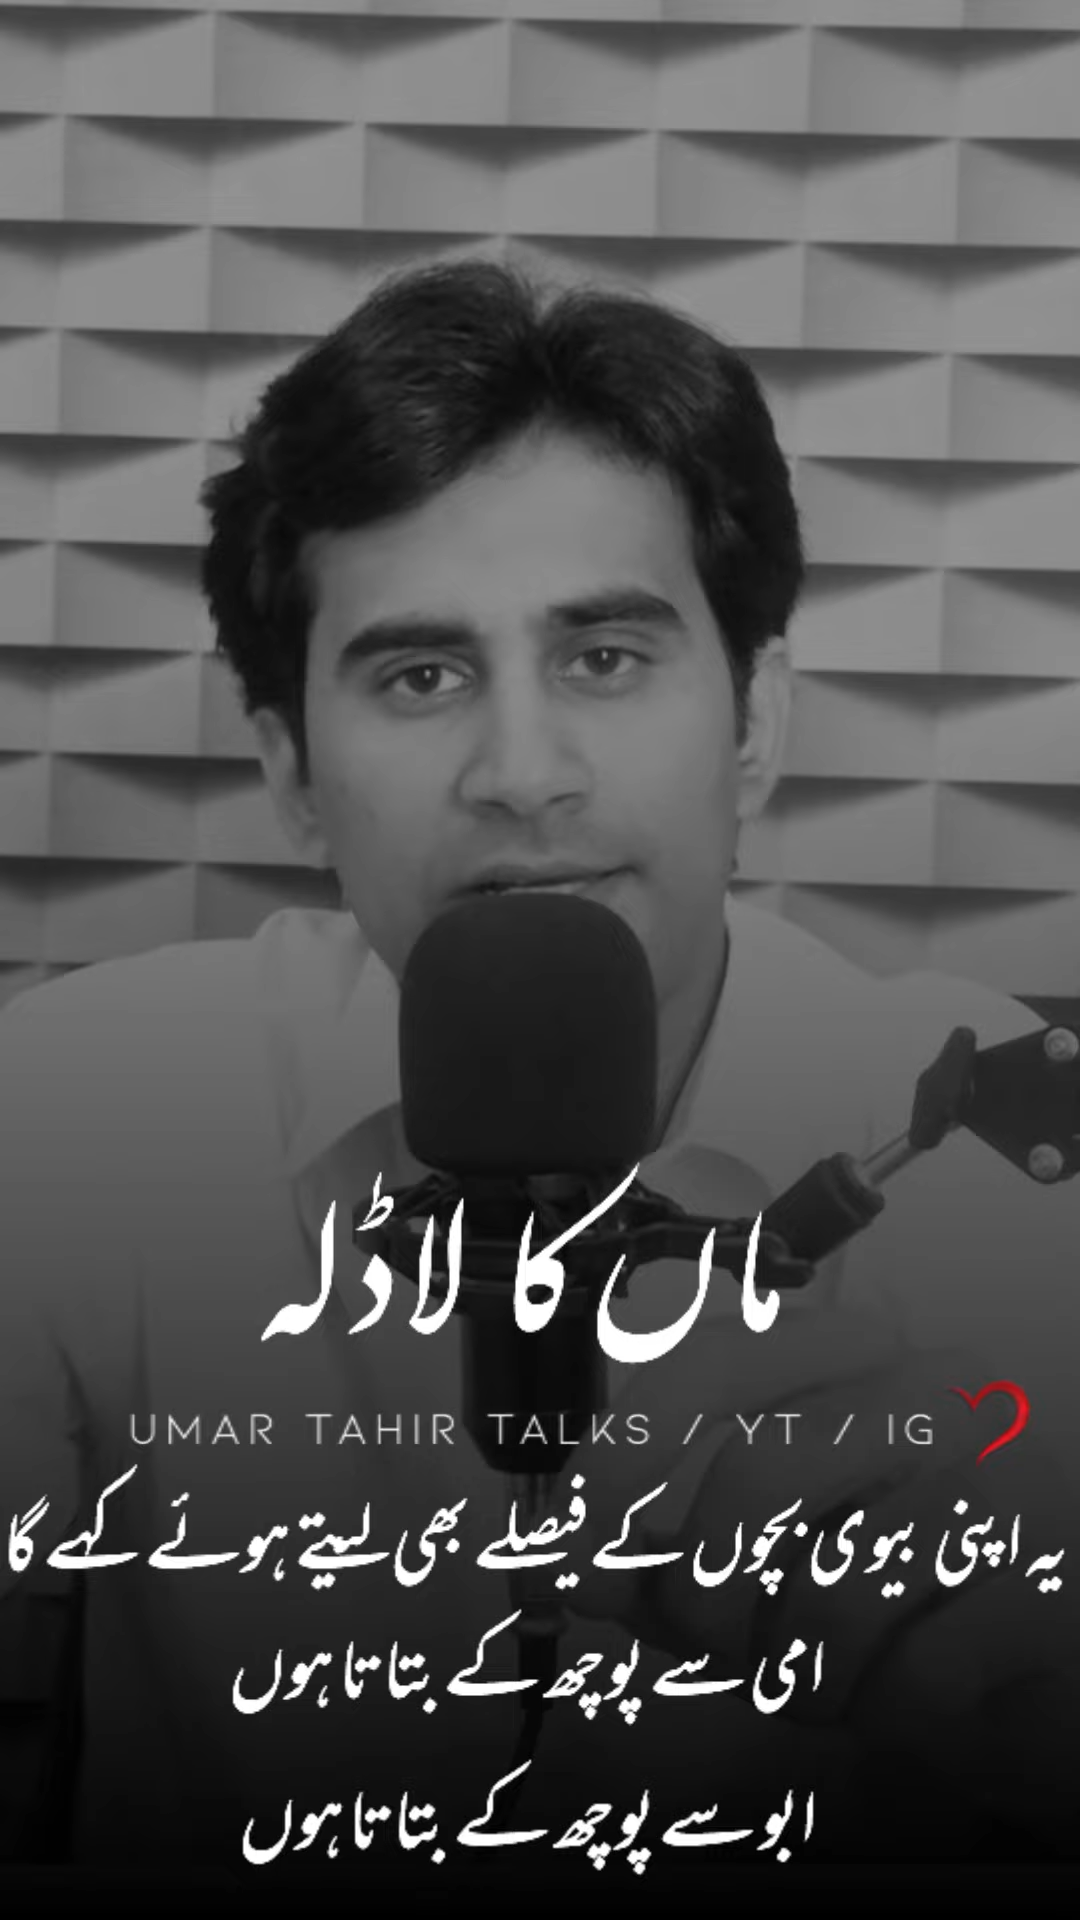 ماں کا لاڈلہ
UMAR TAHIR TALKS / YT / IG
یہ اپنی بیوی بچوں کے فیصلے بھی لیتے ہوئے کہے گا
امی سے پوچھ کے بتاتا ہوں
ابو سے پوچھ کے بتاتا ہوں